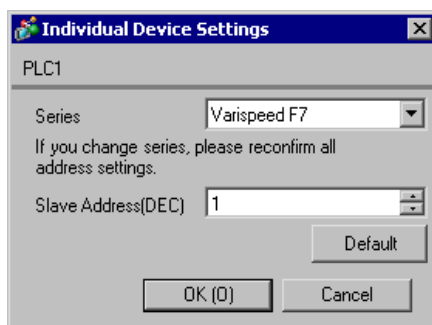 Individual Device Settings
PLC1
Series
Varispeed F7
If you change series, please reconfirm all
address settings.
Slave Address(DEC)
1
Default
OK (O)
Cancel